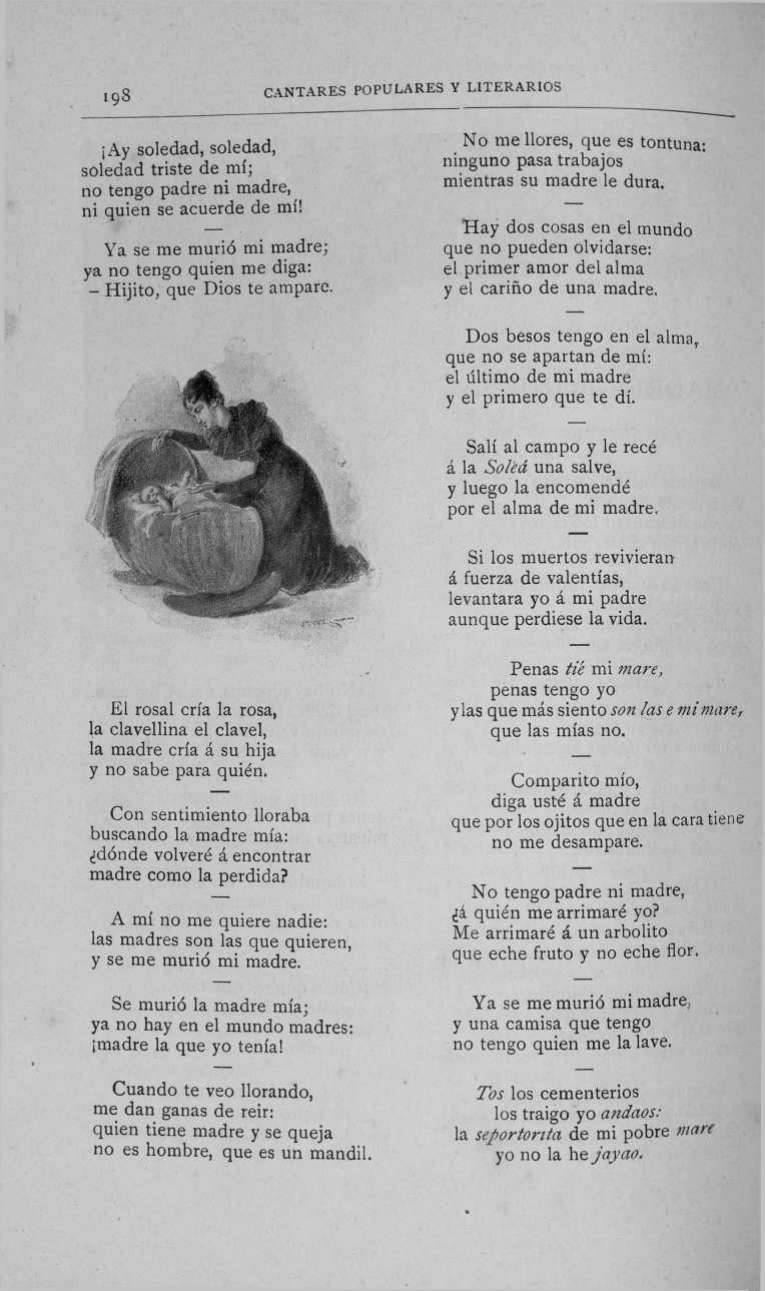 198
CANTARES POPULARES Y LITERARIOS
¡Ay soledad, soledad,
soledad triste de mí;
no tengo padre ni madre,
ni quien se acuerde de mí!
Ya se me murió mi madre;
ya no tengo quien me diga:
– Hijito, que Dios te ampare.
El rosal cría la rosa,
la clavellina el clavel,
la madre cría á su hija
y no sabe para quién.
Con sentimiento lloraba
buscando la madre mía:
¿dónde volveré á encontrar
madre como la perdida?
A mí no me quiere nadie:
las madres son las que quieren,
y se me murió mi madre.
Se murió la madre mía;
ya no hay en el mundo madres:
¡madre la que yo tenía!
Cuando te veo llorando,
me dan ganas de reir:
quien tiene madre y se queja
no es hombre, que es un mandil.
No me llores, que es tontuna:
ninguno pasa trabajos
mientras su madre le dura.
Hay dos cosas en el mundo
que no pueden olvidarse:
el primer amor del alma
y el cariño de una madre.
Dos besos tengo en el alma,
que no se apartan de mí:
el último de mi madre
y el primero que te dí.
Salí al campo y le recé
á la Soleá una salve,
y luego la encomendé
por el alma de mi madre.
Si los muertos revivieran
á fuerza de valentías,
levantara yo á mi padre
aunque perdiese la vida.
Penas tié mi mare,
penas tengo yo
y las que más siento son las e mi mare,
que las mías no.
Comparito mío,
diga usté á madre
que por los ojitos que en la cara tiene
no me desampare.
No tengo padre ni madre,
¿á quién me arrimaré yo?
Me arrimaré á un arbolito
que eche fruto y no eche flor.
Ya se me murió mi madre,
y una camisa que tengo
no tengo quien me la lave.
Tos los cementerios
los traigo yo andaos:
la seportorita de mi pobre mare
yo no la he jayao.